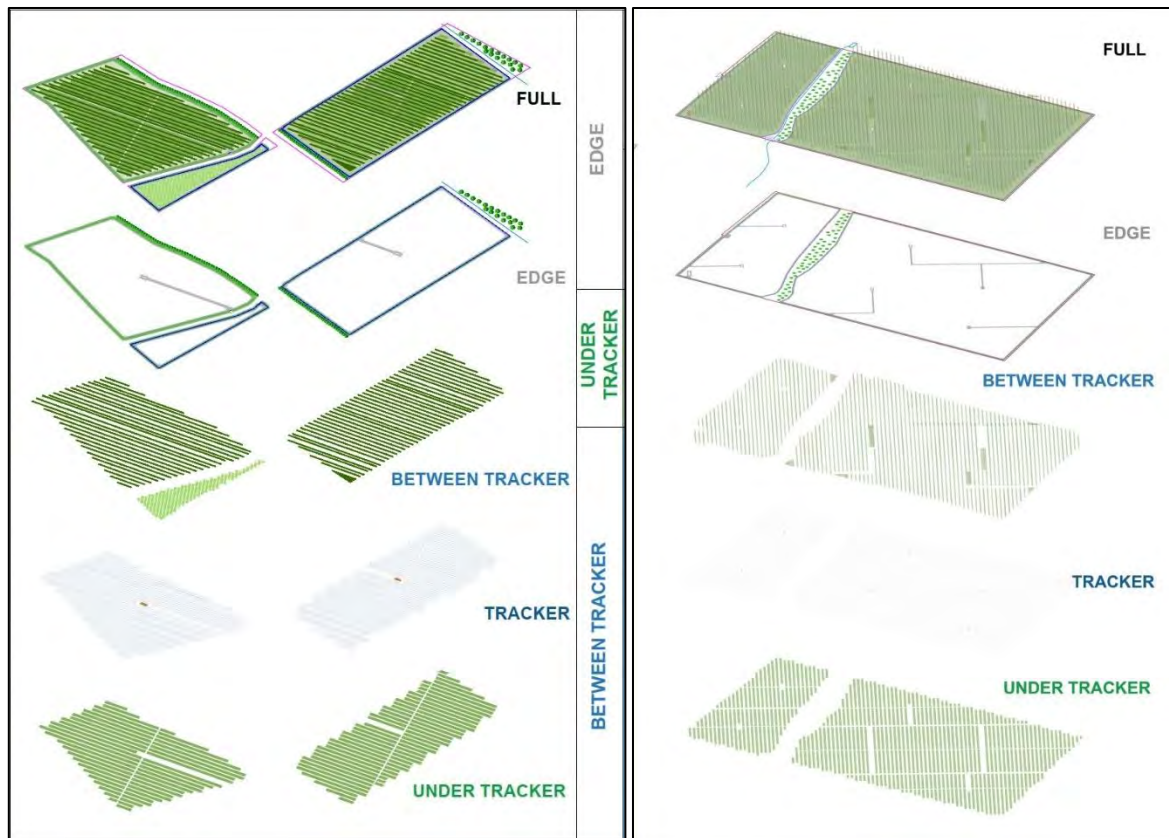 FULL
EDGE
BETWEEN TRACKER
TRACKER
UNDER TRACKER
EDGE
UNDER
TRACKER
BETWEEN TRACKER
FULL
EDGE
BETWEEN TRACKER
TRACKER
UNDER TRACKER